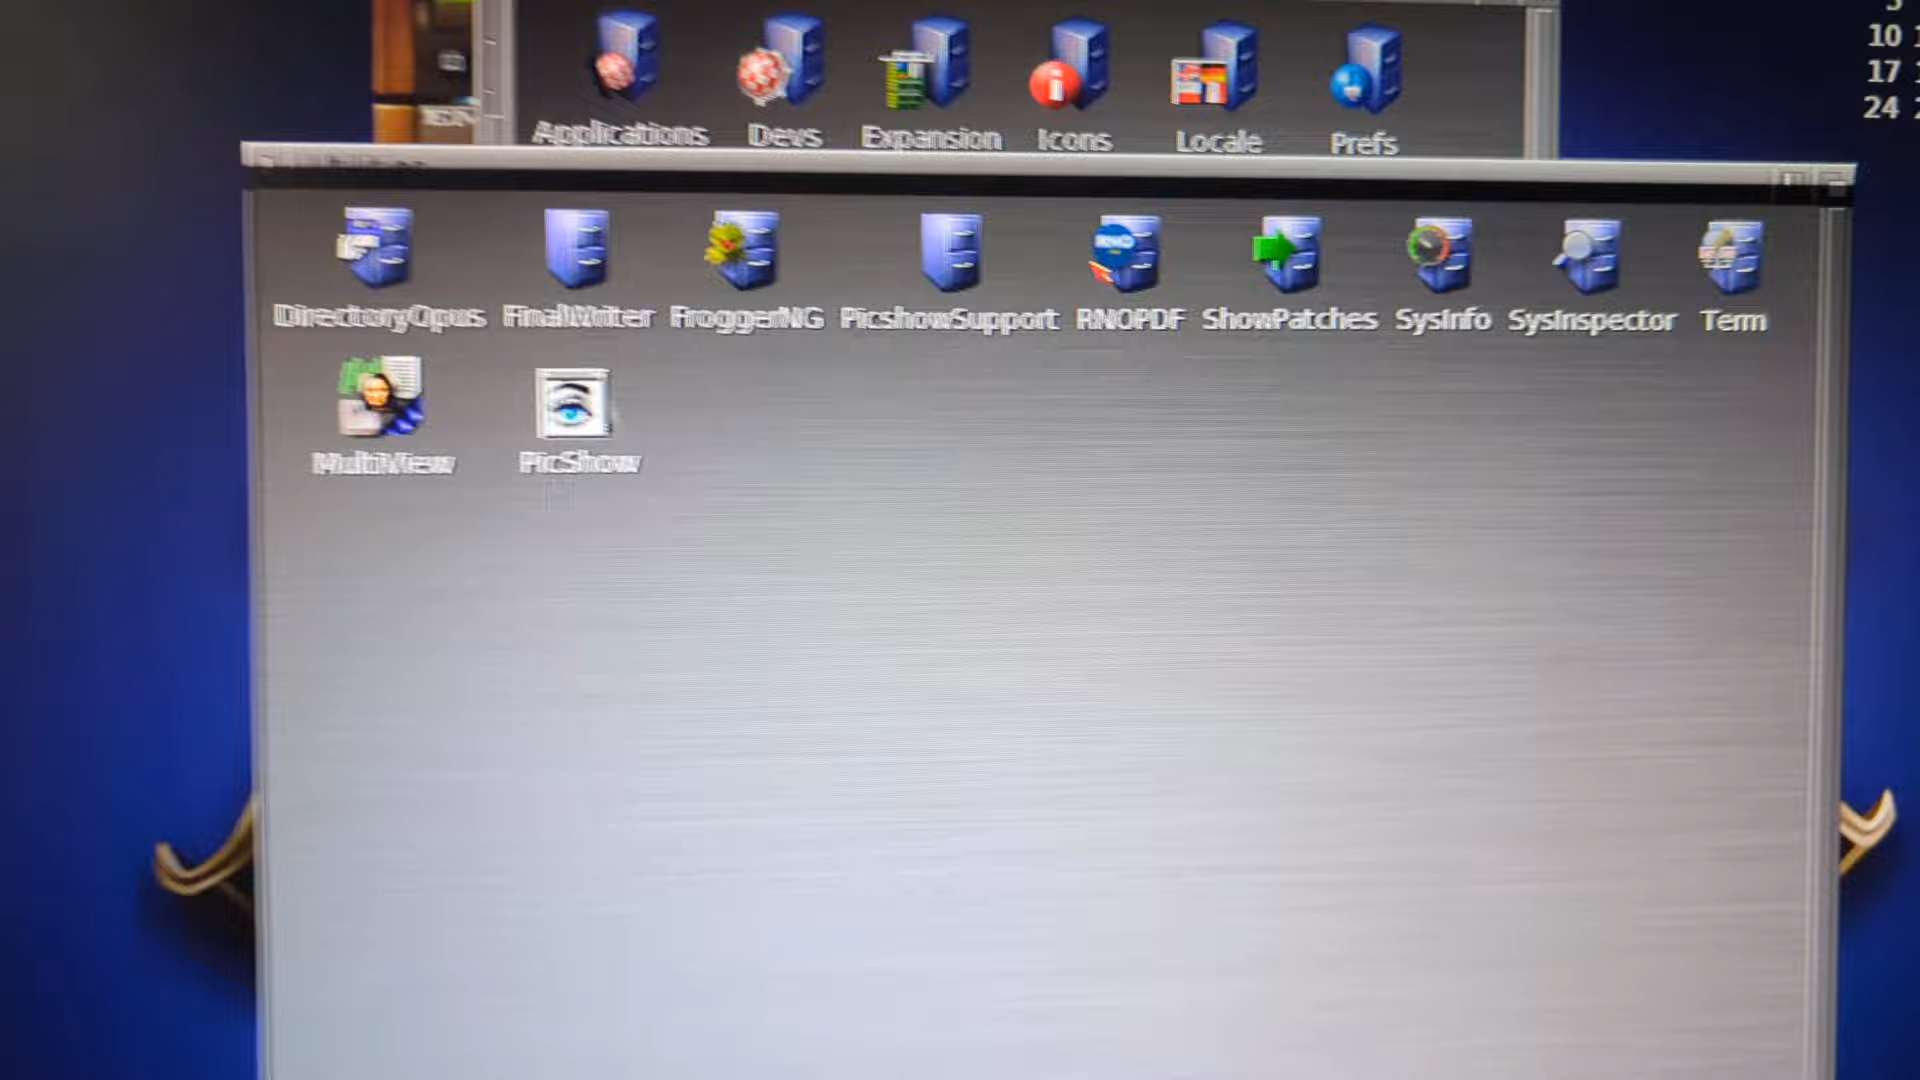 5
10
17
24
Applications Devs Expansion Icons Locale Prefs
DirectoryOpus FinalWriter FroggerNG PicshowSupport RNOPDF ShowPatches SysInfo SysInspector Term
MultiView PicShow